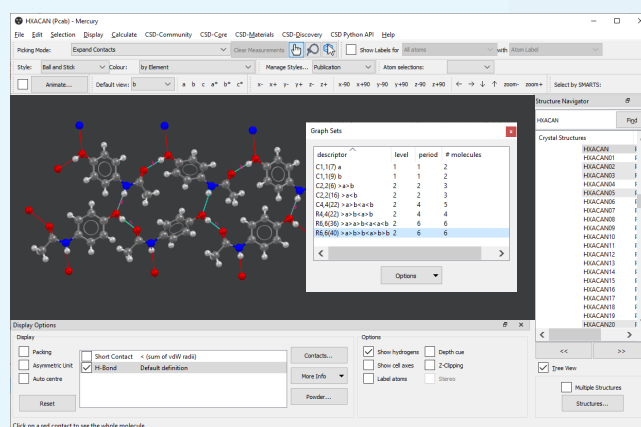 HXACAN (Pcab) - Mercury
File Edit Selection Display Calculate CSD-Community CSD-Core CSD-Materials CSD-Discovery CSD Python API Help
Picking Mode: Expand Contacts Clear Measurements Show Labels for All atoms with Atom Label
Style: Ball and Stick Colour: by Element Manage Styles... Publication Atom selections:
Animate... Default view: b a b c a* b* c* x- x+ y- y+ z- z+ x-90 x+90 y-90 y+90 z-90 z+90 zoom- zoom+ Select by SMARTS:
Structure Navigator
HXACAN Find
Crystal Structures
HXACAN
HXACAN01
HXACAN02
HXACAN03
HXACAN04
HXACAN05
HXACAN06
HXACAN07
HXACAN08
HXACAN09
HXACAN10
HXACAN11
HXACAN12
HXACAN13
HXACAN14
HXACAN15
HXACAN16
HXACAN17
HXACAN18
HXACAN19
HXACAN20
<< >>
Tree View
Multiple Structures
Structures...
Graph Sets
descriptor level period # molecules
C1,1(7) a 1 1 2
C1,1(9) b 1 1 2
C2,2(6) >a>b 2 2 3
C2,2(16) >a<b 2 2 3
C4,4(22) >a>b<a<b 2 4 5
R4,4(22) >a>b<a>b 2 4 4
R6,6(36) >a>a>b<a<a<b 2 6 6
R6,6(40) >a>b>b<a>b>b 2 6 6
Options
Display Options
Display
Packing
Asymmetric Unit
Auto centre
Reset
Short Contact < (sum of vdW radii)
H-Bond Default definition
Contacts...
More Info
Powder...
Options
Show hydrogens Depth cue
Show cell axes Z-Clipping
Label atoms Stereo
Click on a red contact to see the whole molecule